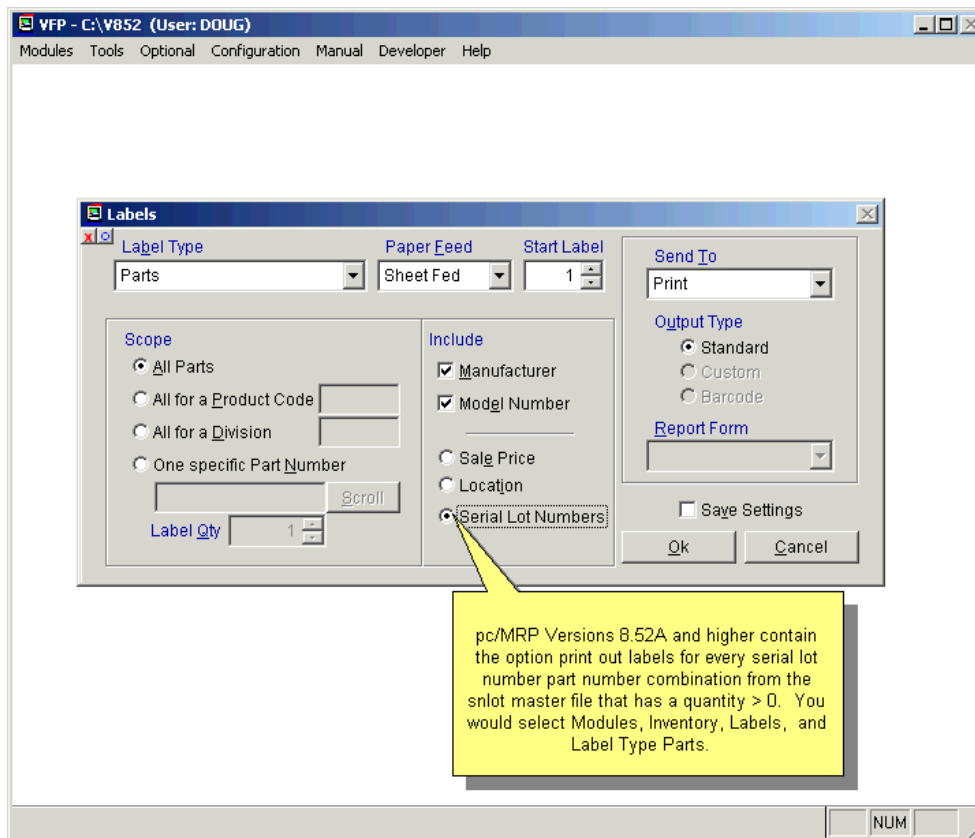 VFP - C:\V852 (User: DOUG)
Modules Tools Optional Configuration Manual Developer Help
Labels
Label Type
Paper Feed
Start Label
Parts
Sheet Fed
1
Send To
Print
Output Type
Standard
Custom
Barcode
Report Form
Scope
All Parts
All for a Product Code
All for a Division
One specific Part Number
Scroll
Label Qty
1
Include
Manufacturer
Model Number
Sale Price
Location
Serial Lot Numbers
Save Settings
Ok
Cancel
pc/MRP Versions 8.52A and higher contain
the option print out labels for every serial lot
number part number combination from the
snlot master file that has a quantity > 0. You
would select Modules, Inventory, Labels, and
Label Type Parts.
NUM